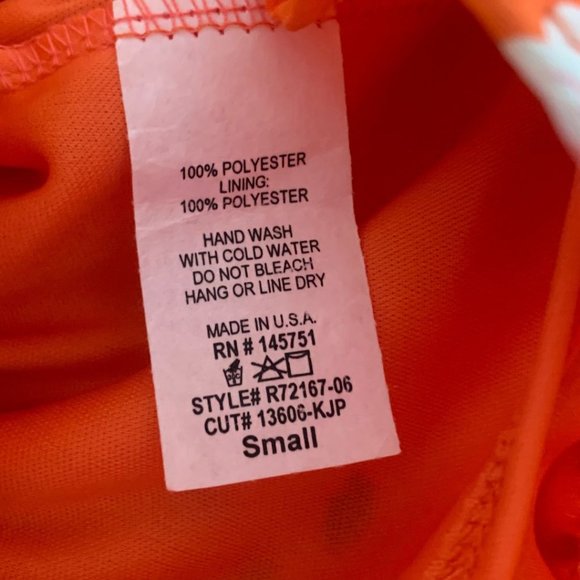 100% POLYESTER
LINING:
100% POLYESTER
HAND WASH
WITH COLD WATER
DO NOT BLEACH
HANG OR LINE DRY
MADE IN U.S.A.
RN # 145751
STYLE# R72167-06
CUT# 13606-KJP
Small